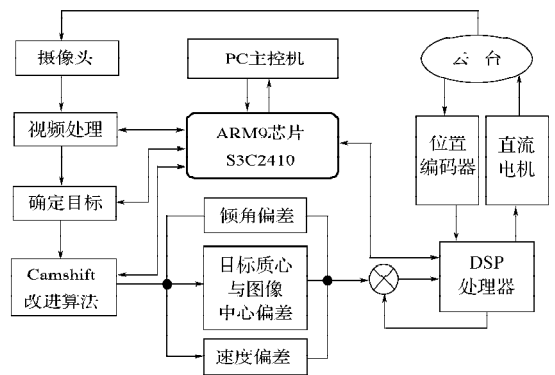 摄像头
PC主控机
云台
视频处理
ARM9芯片
S3C2410
位置
编码器
直流
电机
确定目标
倾角偏差
Camshift
改进算法
目标质心
与图像
中心偏差
DSP
处理器
速度偏差